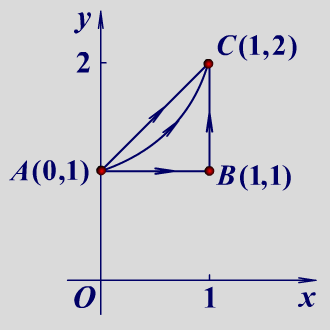 y
C(1,2)
2
A(0,1)
B(1,1)
O
1
x